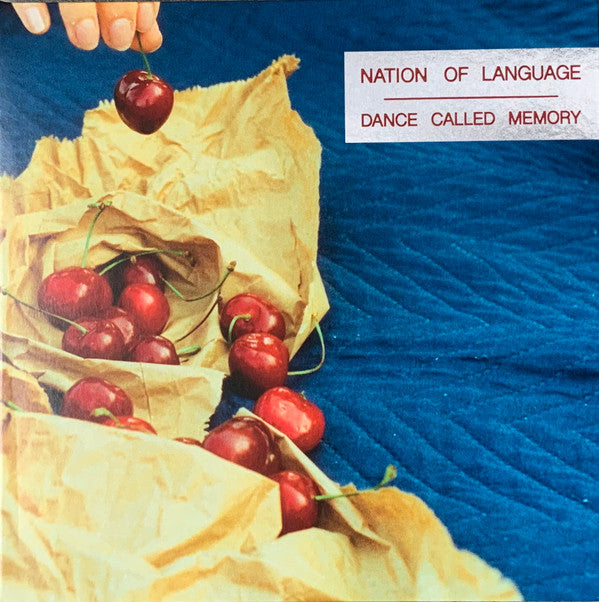 NATION OF LANGUAGE
DANCE CALLED MEMORY